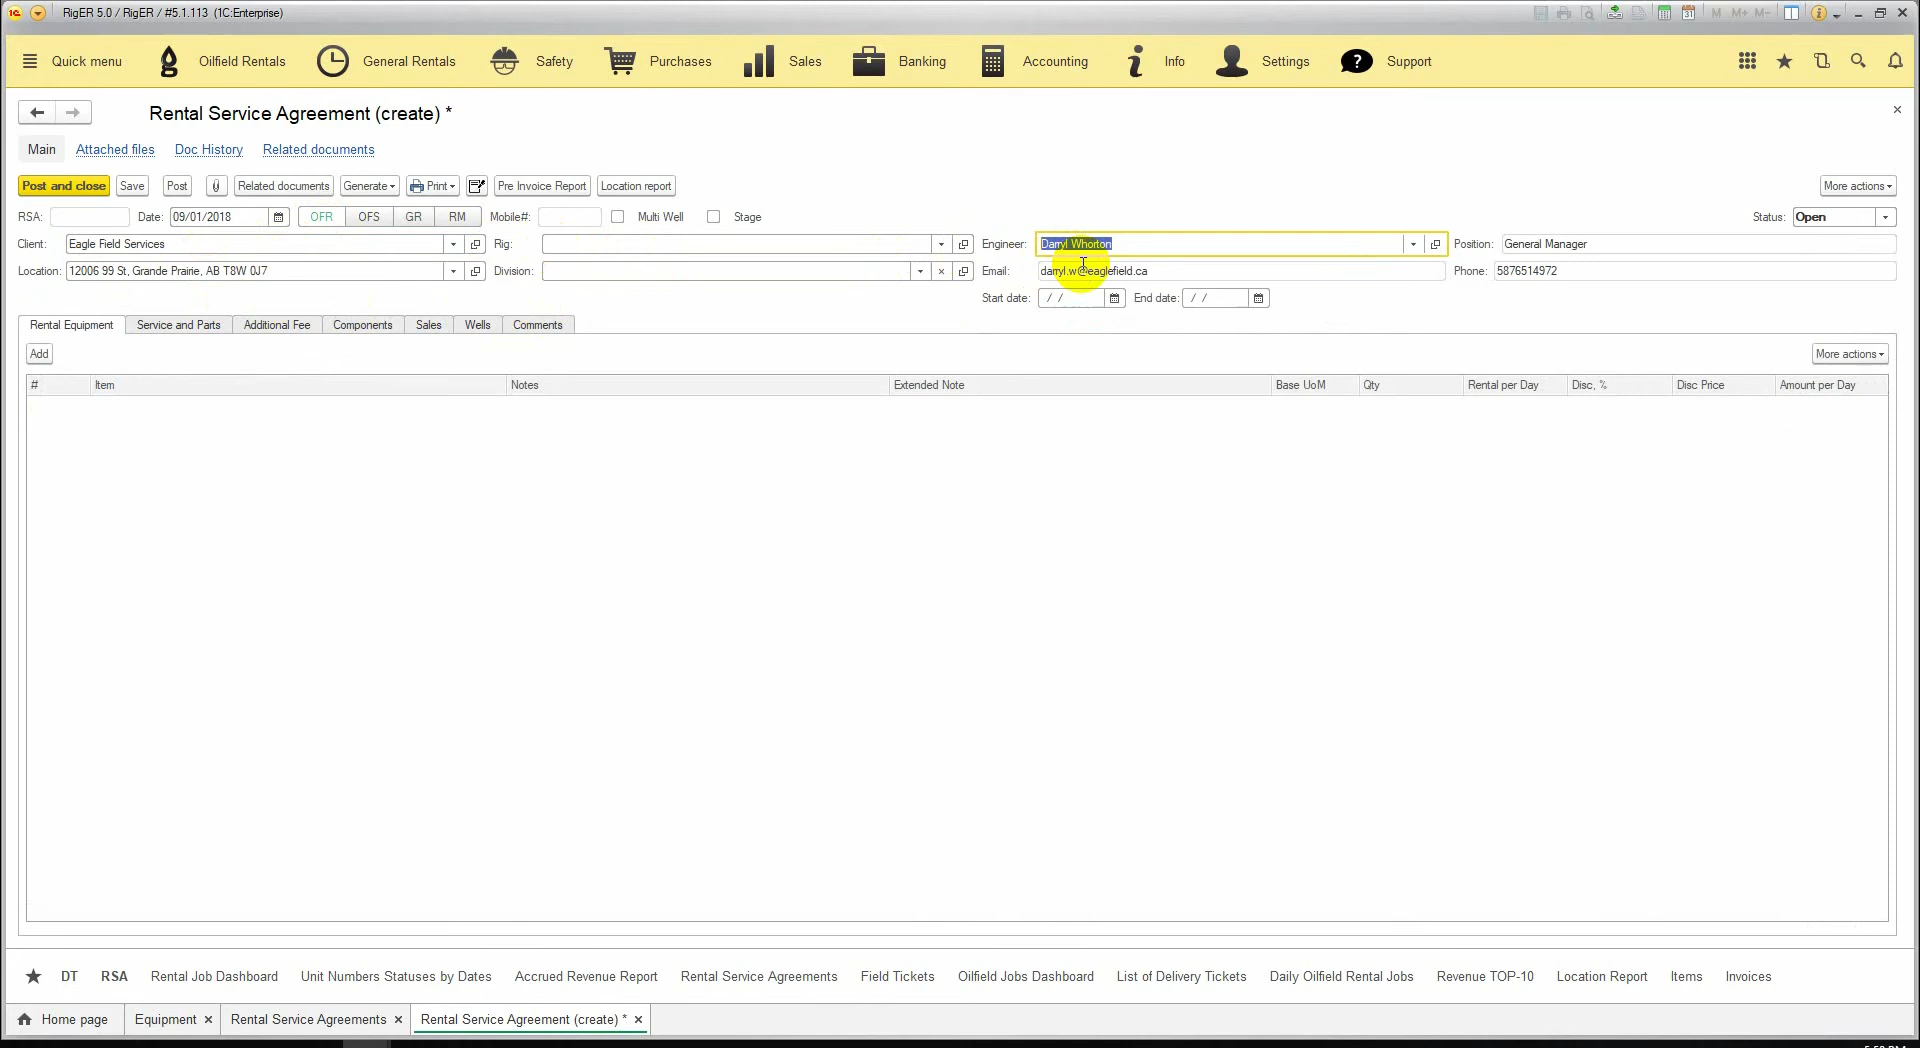 RigER 5.0 / RigER / #5.1.113 (1C:Enterprise) M M+ M-
Quick menu Oilfield Rentals General Rentals Safety Purchases Sales Banking Accounting Info Settings Support
Rental Service Agreement (create) *
Main Attached files Doc History Related documents
Post and close Save Post Related documents Generate Print Pre Invoice Report Location report More actions
RSA: Date: 09/01/2018 OFR OFS GR RM Mobile#: Multi Well Stage Status: Open
Client: Eagle Field Services Rig: Engineer: Darryl Whorton Position: General Manager
Location: 12006 99 St, Grande Prairie, AB T8W 0J7 Division: Email: darryl.w@eaglefield.ca Phone: 5876514972
Start date: / / End date: / /
Rental Equipment Service and Parts Additional Fee Components Sales Wells Comments
Add More actions
# Item Notes Extended Note Base UoM Qty Rental per Day Disc, % Disc Price Amount per Day
DT RSA Rental Job Dashboard Unit Numbers Statuses by Dates Accrued Revenue Report Rental Service Agreements Field Tickets Oilfield Jobs Dashboard List of Delivery Tickets Daily Oilfield Rental Jobs Revenue TOP-10 Location Report Items Invoices
Home page Equipment Rental Service Agreements Rental Service Agreement (create) *